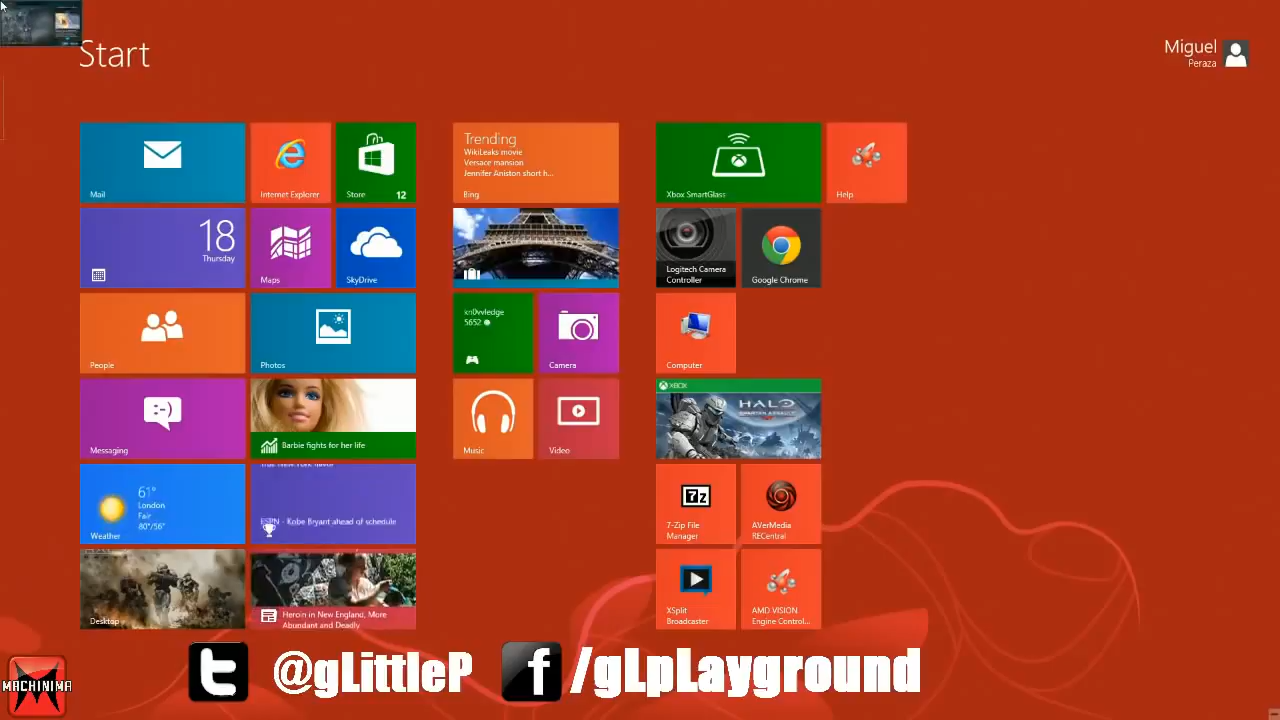 Start
Miguel
Peraza
Mail
Internet Explorer
Store
12
Trending
WikiLeaks movie
Versace mansion
Jennifer Aniston short h...
Bing
Xbox SmartGlass
Help
18
Thursday
Maps
SkyDrive
Logitech Camera
Controller
Google Chrome
People
Photos
kn0vvledge
5652
Camera
Computer
Messaging
Barbie fights for her life
Music
Video
XBOX
HALO
SPARTAN ASSAULT
61°
London
Fair
80°/56°
Weather
ESPN - Kobe Bryant ahead of schedule
7z
7-Zip File
Manager
AVerMedia
RECentral
Desktop
Heroin in New England, More
Abundant and Deadly
XSplit
Broadcaster
AMD VISION
Engine Control...
MACHINIMA
@gLittleP
/gLpLayground